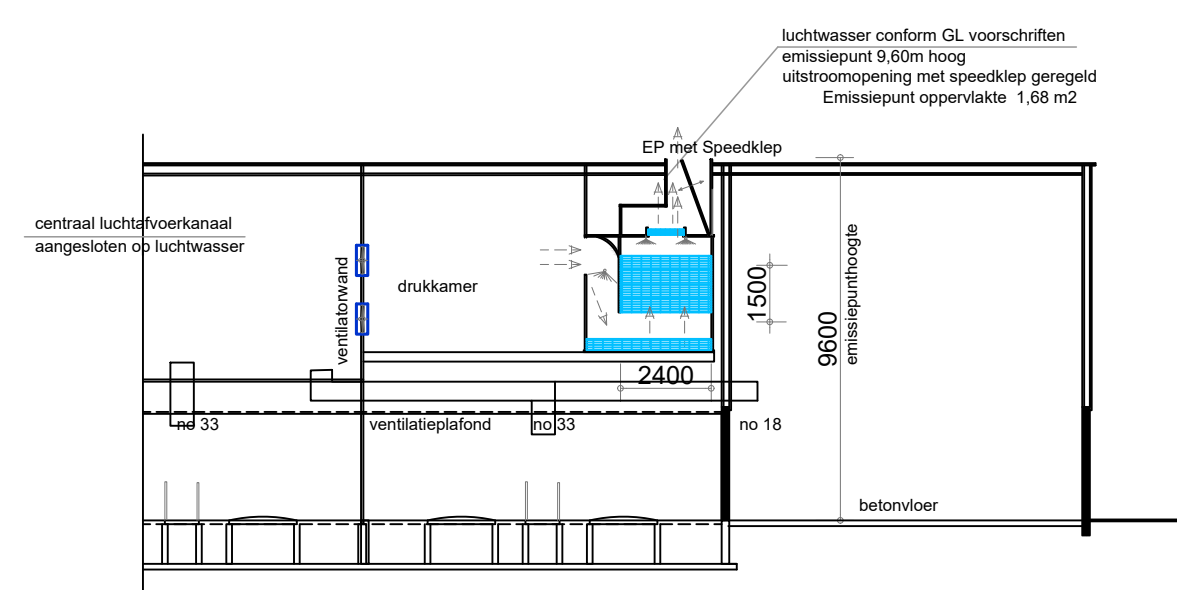 luchtwasser conform GL voorschriften
emissiepunt 9,60m hoog
uitstroomopening met speedklep geregeld
Emissiepunt oppervlakte 1,68 m2
EP met Speedklep
centraal luchtafvoerkanaal
aangesloten op luchtwasser
ventilatorwand
drukkamer
1500
9600
emissiepunthoogte
2400
no 33
ventilatieplafond
no 33
no 18
betonvloer